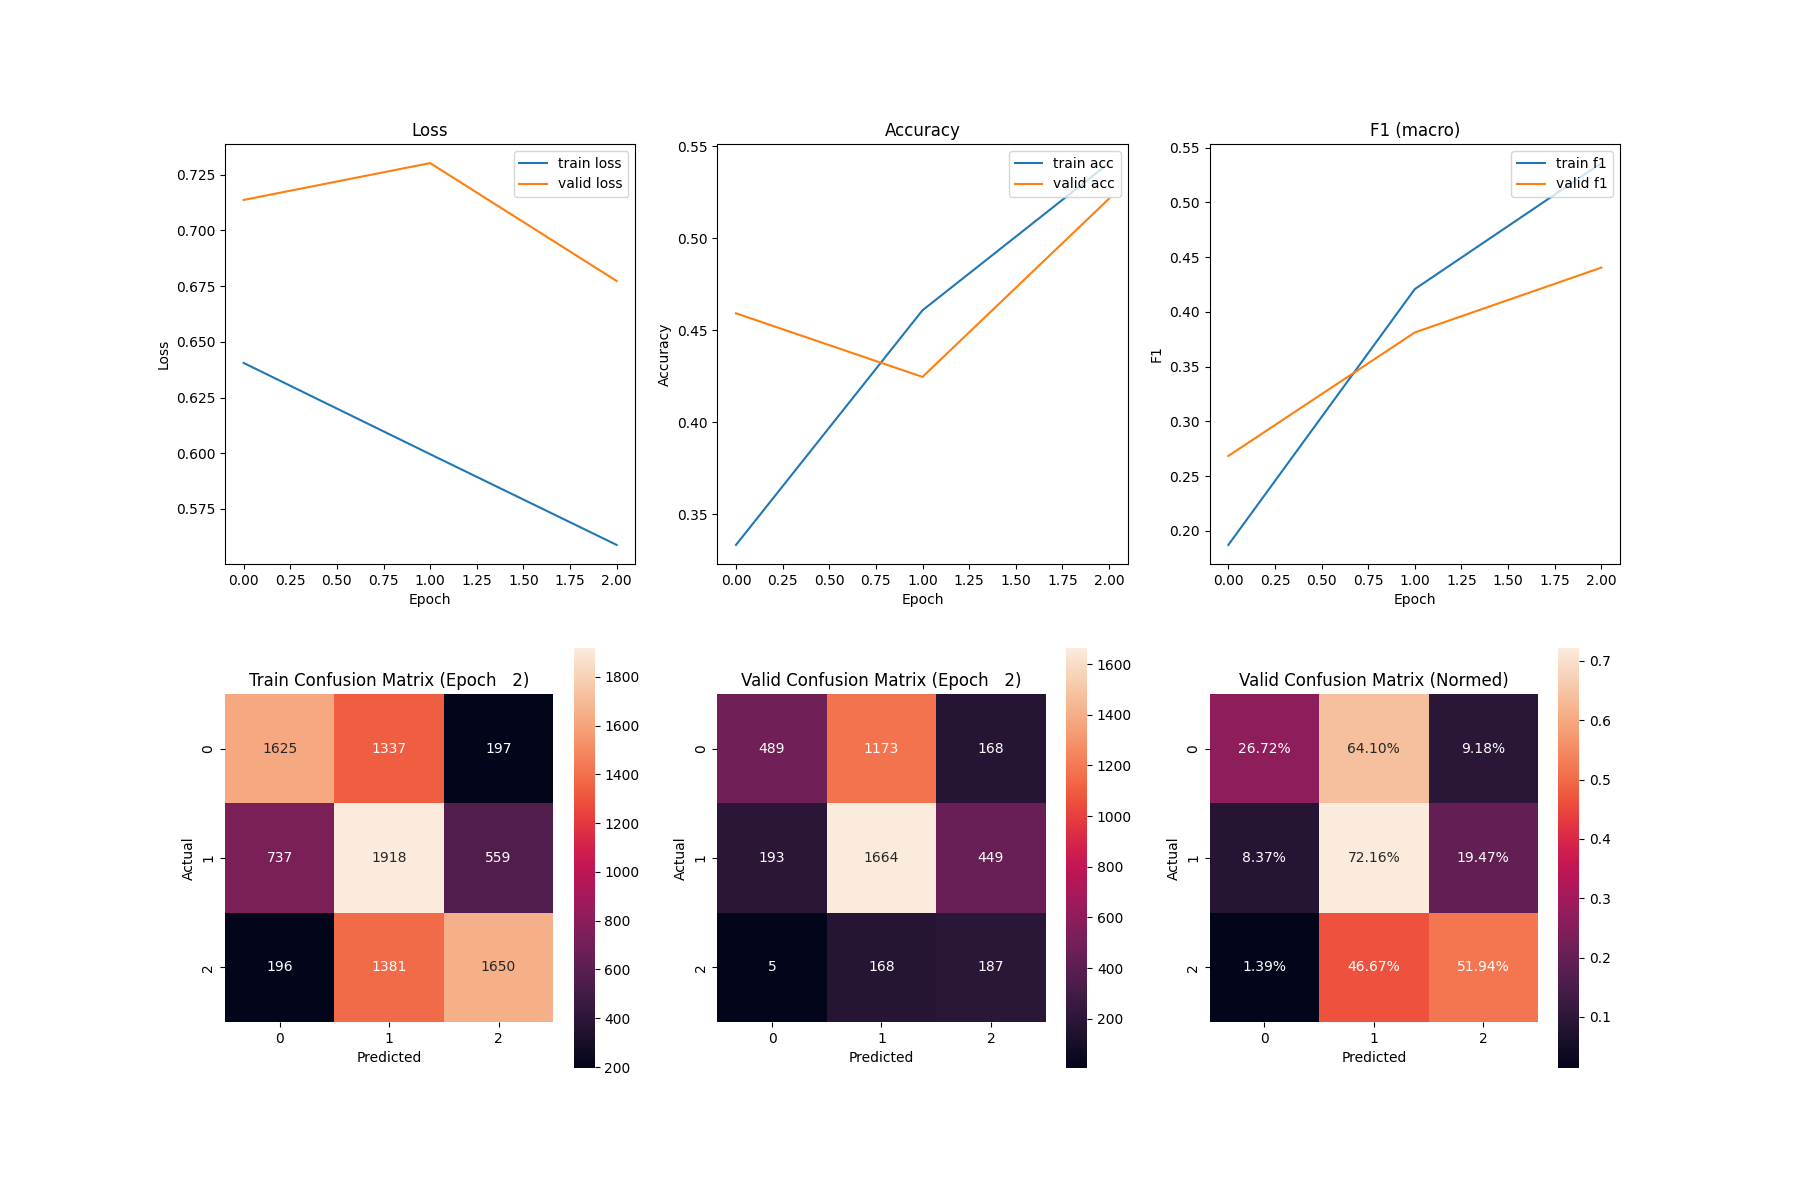 Loss
Loss
0.725
0.700
0.675
0.650
0.625
0.600
0.575
train loss
valid loss
0.00 0.25 0.50 0.75 1.00 1.25 1.50 1.75 2.00
Epoch
Accuracy
Accuracy
0.55
0.50
0.45
0.40
0.35
train acc
valid acc
0.00 0.25 0.50 0.75 1.00 1.25 1.50 1.75 2.00
Epoch
F1 (macro)
F1
0.55
0.50
0.45
0.40
0.35
0.30
0.25
0.20
train f1
valid f1
0.00 0.25 0.50 0.75 1.00 1.25 1.50 1.75 2.00
Epoch
Train Confusion Matrix (Epoch 2)
Actual
0 1625 1337 197
1 737 1918 559
2 196 1381 1650
0 1 2
Predicted
1800
1600
1400
1200
1000
800
600
400
200
Valid Confusion Matrix (Epoch 2)
Actual
0 489 1173 168
1 193 1664 449
2 5 168 187
0 1 2
Predicted
1600
1400
1200
1000
800
600
400
200
Valid Confusion Matrix (Normed)
Actual
0 26.72% 64.10% 9.18%
1 8.37% 72.16% 19.47%
2 1.39% 46.67% 51.94%
0 1 2
Predicted
0.7
0.6
0.5
0.4
0.3
0.2
0.1